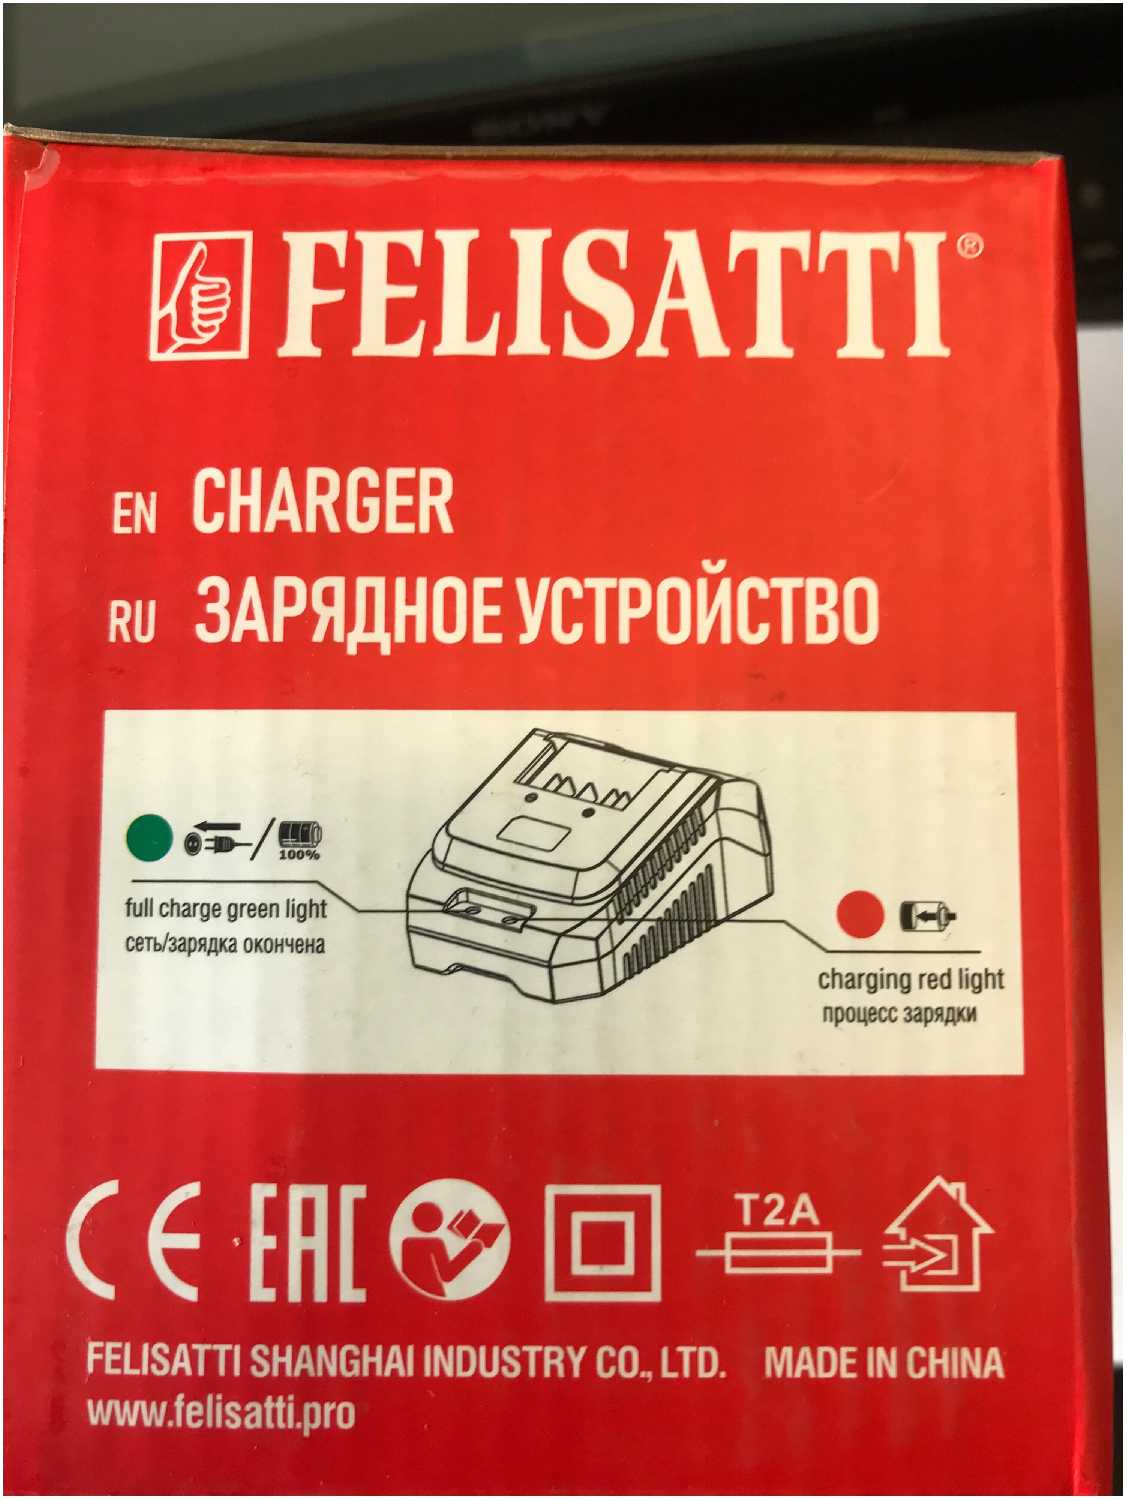 SONY
FELISATTI®
EN CHARGER
RU ЗАРЯДНОЕ УСТРОЙСТВО
100%
full charge green light
сеть/зарядка окончена
charging red light
процесс зарядки
CE EAC T2A
FELISATTI SHANGHAI INDUSTRY CO., LTD. MADE IN CHINA
www.felisatti.pro